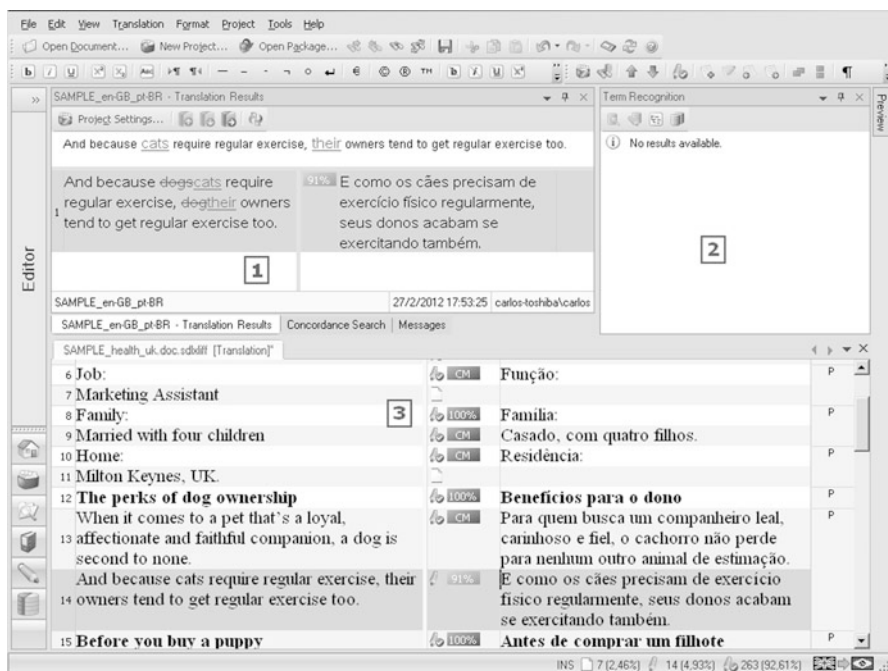 File Edit View Translation Format Project Tools Help
Open Document... New Project... Open Package...
SAMPLE_en-GB_pt-BR - Translation Results
Term Recognition
Preview
Project Settings...
And because cats require regular exercise, their owners tend to get regular exercise too.
No results available.
And because dogscats require
regular exercise, dogtheir owners
tend to get regular exercise too.
1
91%
E como os cães precisam de
exercício físico regularmente,
seus donos acabam se
exercitando também.
1
2
Editor
SAMPLE_en-GB_pt-BR 27/2/2012 17:53:25 carlos-toshiba\carlos
SAMPLE_en-GB_pt-BR - Translation Results Concordance Search Messages
SAMPLE_health_uk.doc.sdlxliff [Translation]*
6 Job: CM Função: P
7 Marketing Assistant
3
8 Family: 100% Família: P
9 Married with four children CM Casado, com quatro filhos.
10 Home: CM Residência: P
11 Milton Keynes, UK.
12 The perks of dog ownership 100% Benefícios para o dono P
13 When it comes to a pet that's a loyal,
affectionate and faithful companion, a dog is
second to none.
CM
Para quem busca um companheiro leal,
carinhoso e fiel, o cachorro não perde
para nenhum outro animal de estimação.
P
14 And because cats require regular exercise, their
owners tend to get regular exercise too.
91%
E como os cães precisam de exercício
físico regularmente, seus donos acabam
se exercitando também.
15 Before you buy a puppy 100% Antes de comprar um filhote P
INS 7 (2,46%) 14 (4,93%) 263 (92,61%)